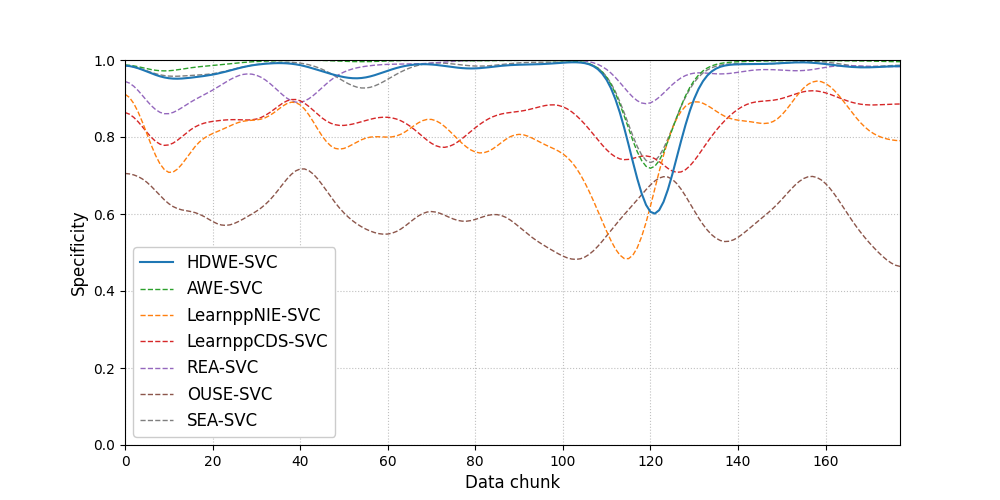 1.0
0.8
0.6
0.4
0.2
0.0
Specificity
HDWE-SVC
AWE-SVC
LearnppNIE-SVC
LearnppCDS-SVC
REA-SVC
OUSE-SVC
SEA-SVC
0 20 40 60 80 100 120 140 160
Data chunk